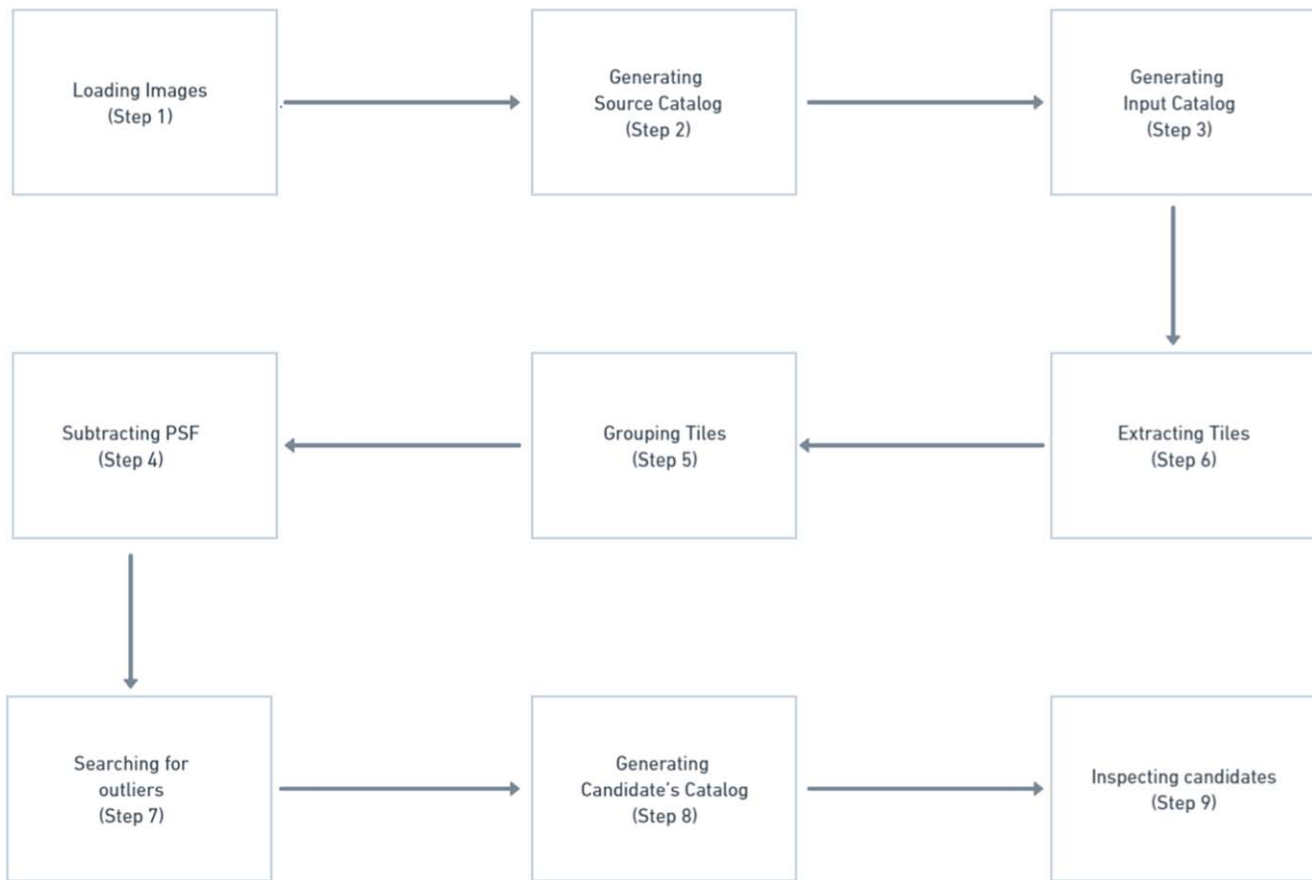 Loading Images
(Step 1)
Generating
Source Catalog
(Step 2)
Generating
Input Catalog
(Step 3)
Subtracting PSF
(Step 4)
Grouping Tiles
(Step 5)
Extracting Tiles
(Step 6)
Searching for
outliers
(Step 7)
Generating
Candidate's Catalog
(Step 8)
Inspecting candidates
(Step 9)